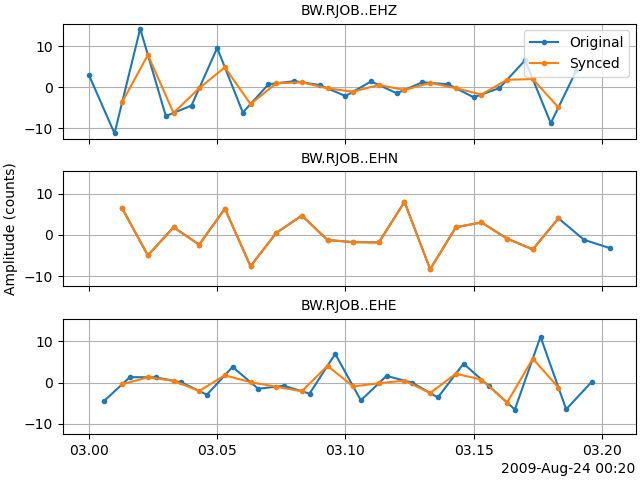 BW.RJOB..EHZ
10
0
−10
Original
Synced
BW.RJOB..EHN
10
0
−10
Amplitude (counts)
BW.RJOB..EHE
10
0
−10
03.00 03.05 03.10 03.15 03.20
2009-Aug-24 00:20